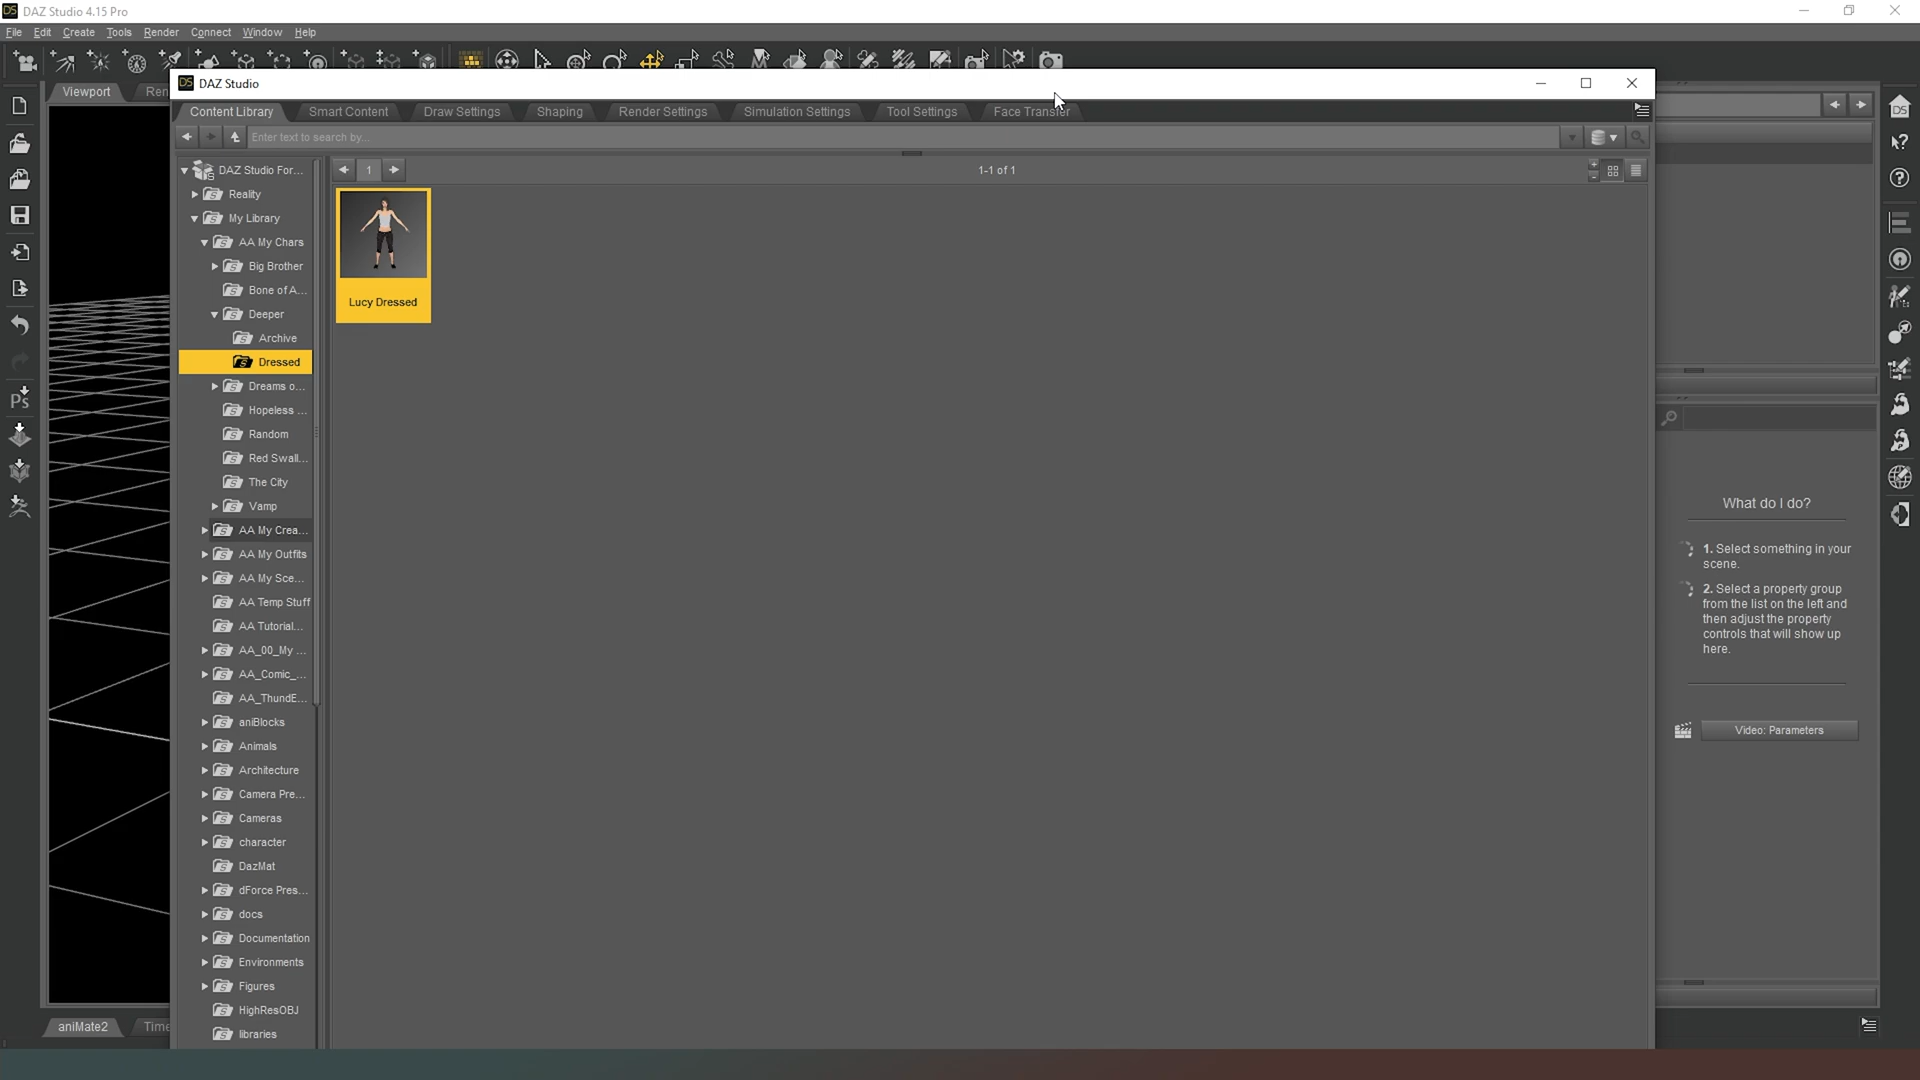 DAZ Studio 4.15 Pro
File Edit Create Tools Render Connect Window Help
Viewport Ren
DAZ Studio
Content Library Smart Content Draw Settings Shaping Render Settings Simulation Settings Tool Settings Face Transfer
Enter text to search by...
DAZ Studio For...
1
1-1 of 1
Reality
My Library
AA My Chars
Big Brother
Bone of A...
Deeper
Archive
Dressed
Dreams o...
Hopeless ...
Random
Red Swall...
The City
Vamp
AA My Crea...
AA My Outfits
AA My Sce...
AA Temp Stuff
AA Tutorial...
AA_00_My ...
AA_Comic_...
AA_ThundE...
aniBlocks
Animals
Architecture
Camera Pre...
Cameras
character
DazMat
dForce Pres...
docs
Documentation
Environments
Figures
HighResOBJ
libraries
Lucy Dressed
What do I do?
1. Select something in your
scene.
2. Select a property group
from the list on the left and
then adjust the property
controls that will show up
here.
Video: Parameters
Ps
aniMate2 Time